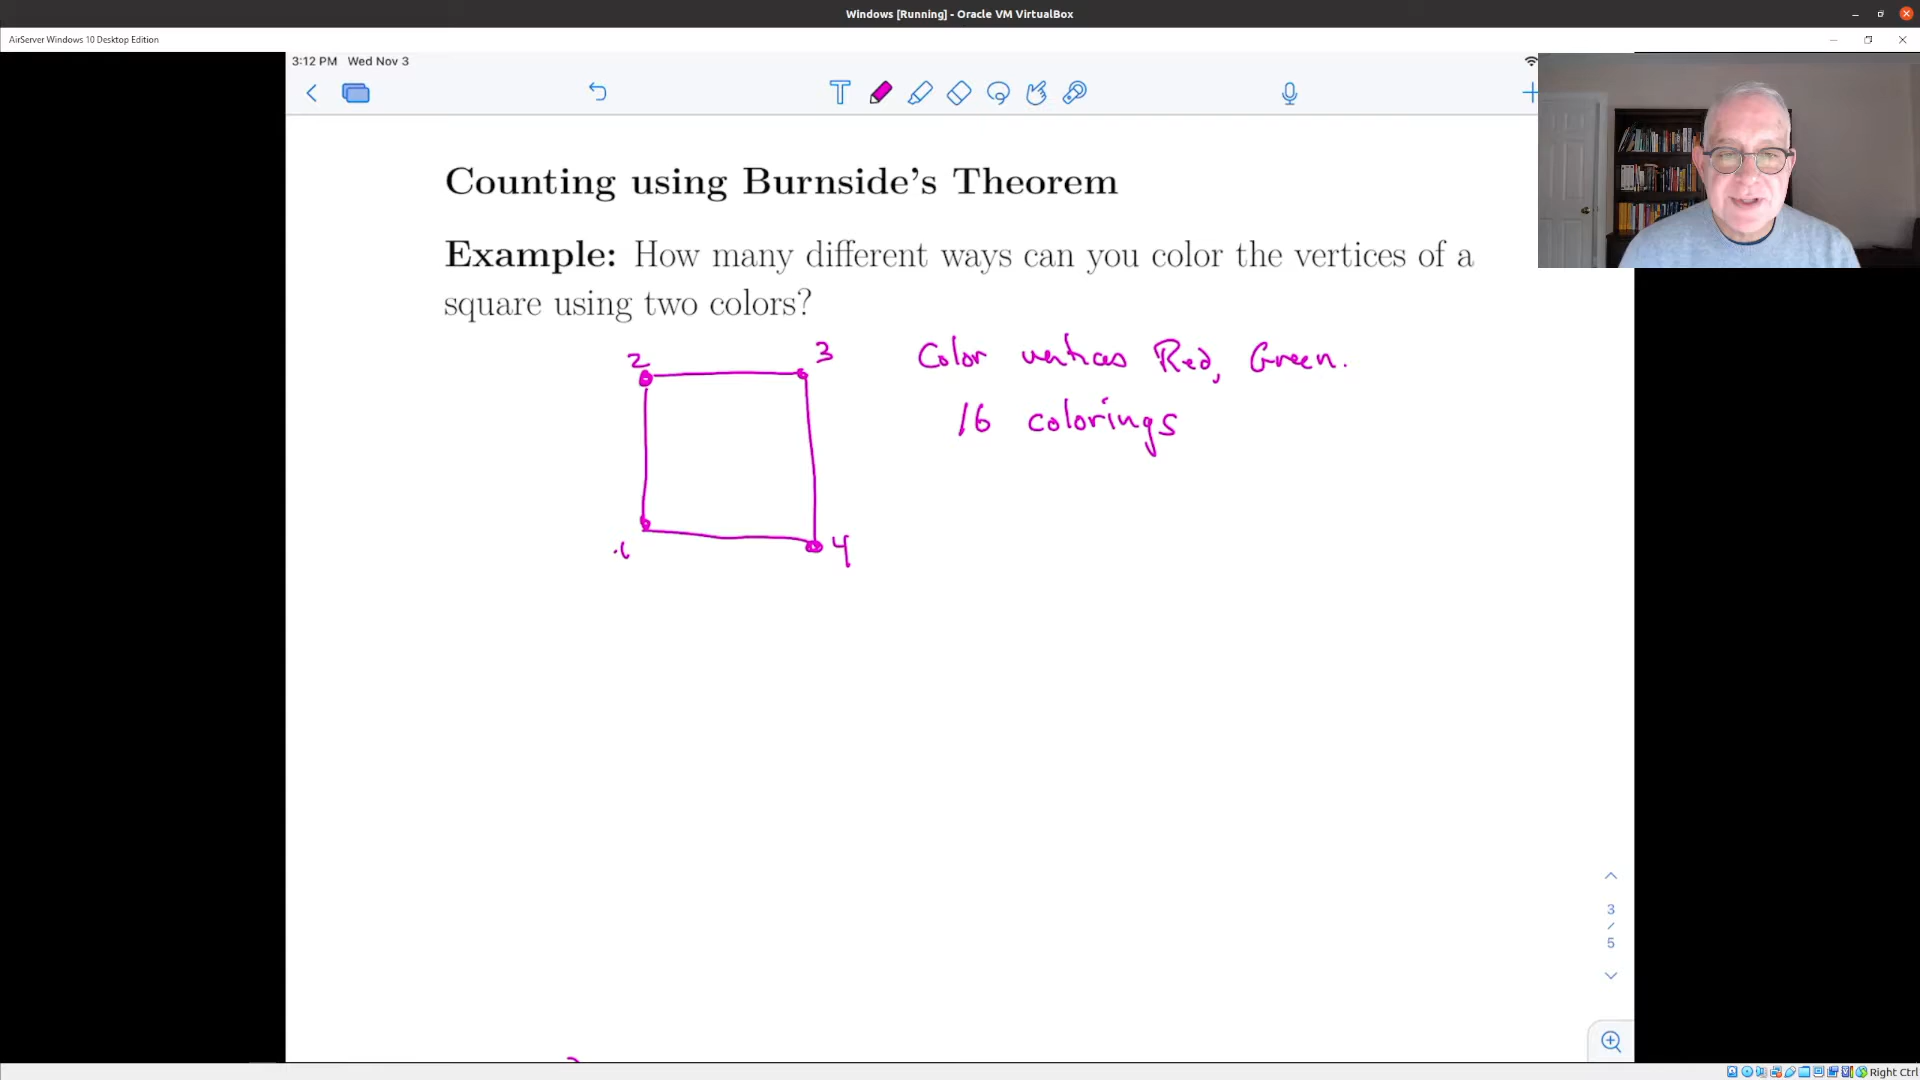 Windows [Running] - Oracle VM VirtualBox
AirServer Windows 10 Desktop Edition
3:12 PM Wed Nov 3
T
Counting using Burnside's Theorem
Example: How many different ways can you color the vertices of a
square using two colors?
2
3
Color vertices Red, Green.
16 colorings
4
3
/
5
Right Ctrl